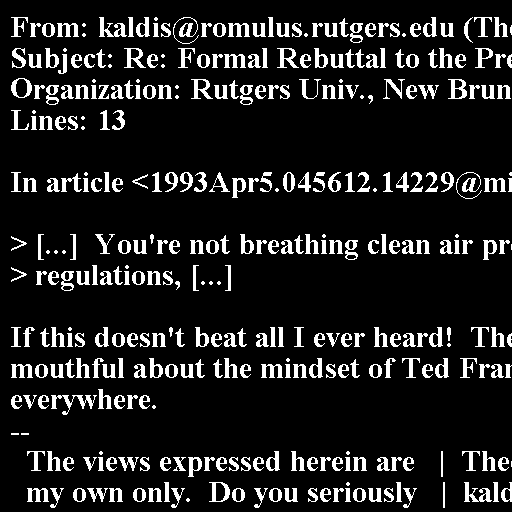 From: kaldis@romulus.rutgers.edu (The
Subject: Re: Formal Rebuttal to the Pre
Organization: Rutgers Univ., New Brun
Lines: 13
In article <1993Apr5.045612.14229@mi
> [...]  You're not breathing clean air pr
> regulations, [...]
If this doesn't beat all I ever heard!  The
mouthful about the mindset of Ted Fran
everywhere.
--
The views expressed herein are   |  Theo
my own only.  Do you seriously   |  kald